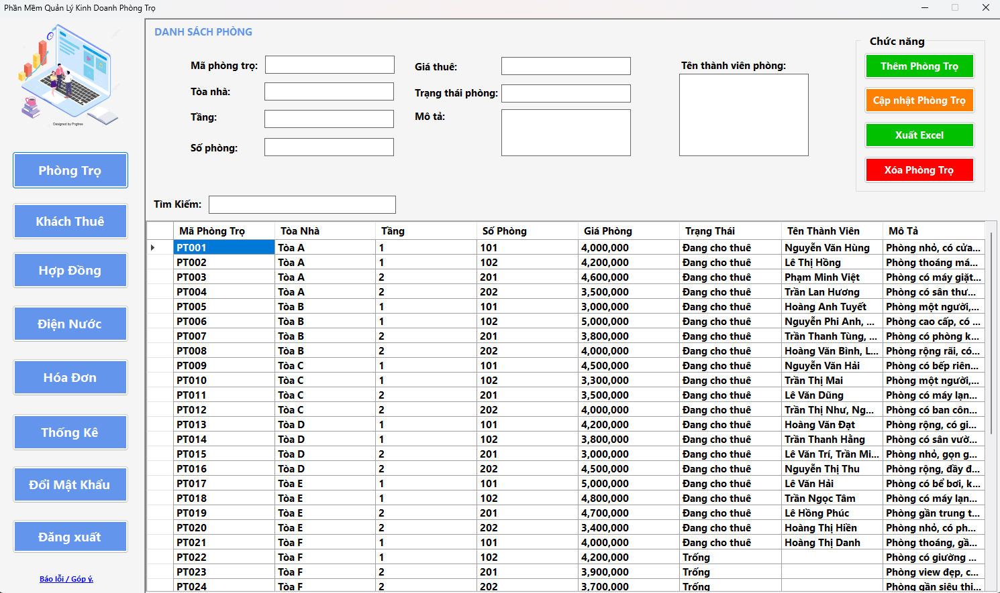 Phần Mềm Quản Lý Kinh Doanh Phòng Trọ
Designed by Pngtree
Phòng Trọ
Khách Thuê
Hợp Đồng
Điện Nước
Hóa Đơn
Thống Kê
Đổi Mật Khẩu
Đăng xuất
Báo lỗi / Góp ý.
DANH SÁCH PHÒNG
Mã phòng trọ:
Tòa nhà:
Tầng:
Số phòng:
Giá thuê:
Trạng thái phòng:
Mô tả:
Tên thành viên phòng:
Chức năng
Thêm Phòng Trọ
Cập nhật Phòng Trọ
Xuất Excel
Xóa Phòng Trọ
Tìm Kiếm:
Mã Phòng Trọ Tòa Nhà Tầng Số Phòng Giá Phòng Trạng Thái Tên Thành Viên Mô Tả
PT001 Tòa A 1 101 4,000,000 Đang cho thuê Nguyễn Văn Hùng Phòng nhỏ, có cửa...
PT002 Tòa A 1 102 4,200,000 Đang cho thuê Lê Thị Hồng Phòng thoáng má...
PT003 Tòa A 2 201 4,600,000 Đang cho thuê Phạm Minh Việt Phòng có máy giặt...
PT004 Tòa A 2 202 3,500,000 Đang cho thuê Trần Lan Hương Phòng có sân thư...
PT005 Tòa B 1 101 3,000,000 Đang cho thuê Hoàng Anh Tuyết Phòng một người,...
PT006 Tòa B 1 102 5,000,000 Đang cho thuê Nguyễn Phi Anh, ... Phòng cao cấp, có ...
PT007 Tòa B 2 201 3,800,000 Đang cho thuê Trần Thanh Tùng, ... Phòng có phòng k...
PT008 Tòa B 2 202 4,000,000 Đang cho thuê Hoàng Văn Bình, L... Phòng rộng rãi, có...
PT009 Tòa C 1 101 4,500,000 Đang cho thuê Nguyễn Văn Hải Phòng có bếp riên...
PT010 Tòa C 1 102 3,300,000 Đang cho thuê Trần Thị Mai Phòng một người,...
PT011 Tòa C 2 201 3,500,000 Đang cho thuê Lê Văn Dũng Phòng có máy lạn...
PT012 Tòa C 2 202 4,000,000 Đang cho thuê Trần Thị Như, Ng... Phòng có ban côn...
PT013 Tòa D 1 101 4,200,000 Đang cho thuê Hoàng Văn Đạt Phòng rộng, có gi...
PT014 Tòa D 1 102 3,800,000 Đang cho thuê Trần Thanh Hằng Phòng có sân vườ...
PT015 Tòa D 2 201 3,000,000 Đang cho thuê Lê Văn Trí, Trần Mi... Phòng nhỏ, gọn g...
PT016 Tòa D 2 202 4,500,000 Đang cho thuê Nguyễn Thị Thu Phòng rộng, đầy đ...
PT017 Tòa E 1 101 5,000,000 Đang cho thuê Lê Văn Hải Phòng có bể bơi, k...
PT018 Tòa E 1 102 4,800,000 Đang cho thuê Trần Ngọc Tâm Phòng có máy lạn...
PT019 Tòa E 2 201 4,700,000 Đang cho thuê Lê Hồng Phúc Phòng gần trung t...
PT020 Tòa E 2 202 3,400,000 Đang cho thuê Hoàng Thị Hiền Phòng nhỏ, có ph...
PT021 Tòa F 1 101 4,000,000 Đang cho thuê Hoàng Thị Danh Phòng thoáng, gầ...
PT022 Tòa F 1 102 4,200,000 Trống Phòng có giường ...
PT023 Tòa F 2 201 3,900,000 Trống Phòng view đẹp, c...
PT024 Tòa F 2 202 3,700,000 Trống Phòng gần siêu thi...